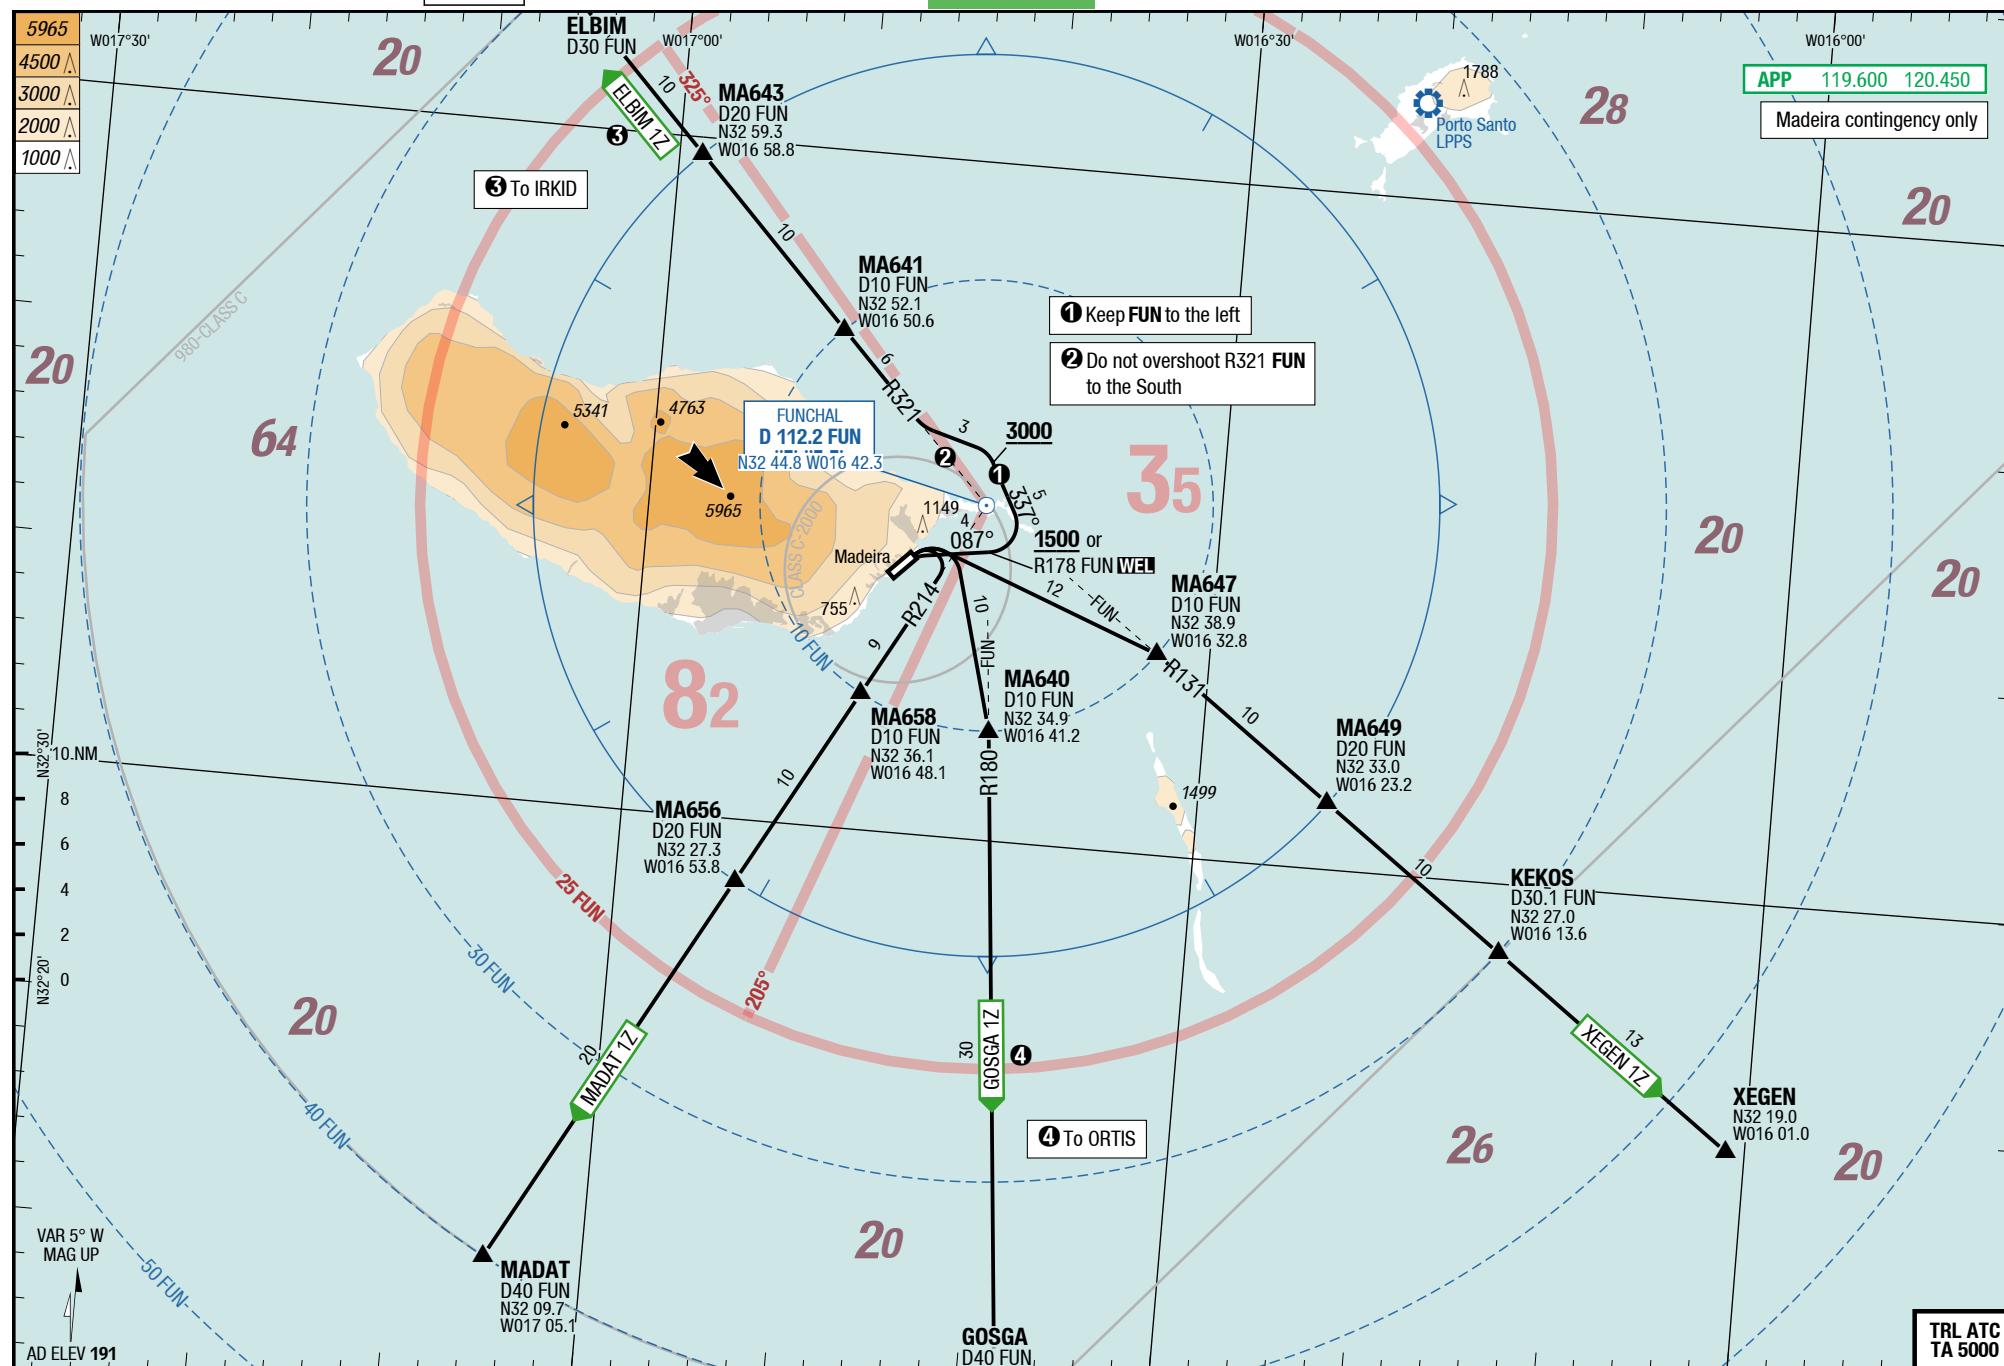 5965
4500
3000
2000
1000
W017°30'
W017°00'
W016°30'
W016°00'
ELBIM
D30 FUN
20
10
325°
ELBIM 1Z
3
3 To IRKID
MA643
D20 FUN
N32 59.3
W016 58.8
10
1788
Porto Santo
LPPS
28
APP 119.600 120.450
Madeira contingency only
20
MA641
D10 FUN
N32 52.1
W016 50.6
1 Keep FUN to the left
2 Do not overshoot R321 FUN
to the South
980-CLASS C
20
64
5341
4763
5965
FUNCHAL
D 112.2 FUN
N32 44.8 W016 42.3
6
R321
3
3000
2
1
5
337°
35
1149
4
087°
1500 or
R178 FUN WEL
CLASS C-2000
Madeira
755
10 FUN
R214
9
10
FUN
12
FUN
MA647
D10 FUN
N32 38.9
W016 32.8
R131
20
20
82
MA658
D10 FUN
N32 36.1
W016 48.1
MA640
D10 FUN
N32 34.9
W016 41.2
R180
10
MA649
D20 FUN
N32 33.0
W016 23.2
1499
N32°30'
10 NM
8
6
4
2
0
N32°20'
10
MA656
D20 FUN
N32 27.3
W016 53.8
25 FUN
30 FUN
205°
10
KEKOS
D30.1 FUN
N32 27.0
W016 13.6
20
20
MADAT 1Z
30
GOSGA 1Z
4
4 To ORTIS
13
XEGEN 1Z
XEGEN
N32 19.0
W016 01.0
40 FUN
26
20
20
VAR 5° W
MAG UP
50 FUN
MADAT
D40 FUN
N32 09.7
W017 05.1
GOSGA
D40 FUN
AD ELEV 191
TRL ATC
TA 5000